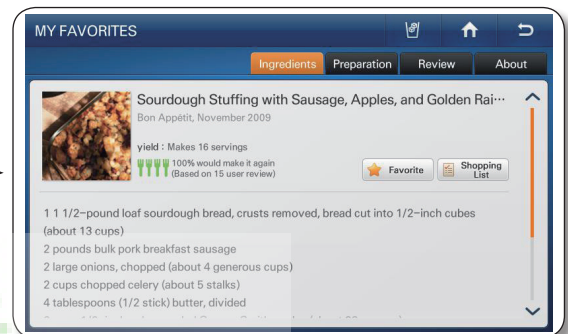 MY FAVORITES
Ingredients Preparation Review About
Sourdough Stuffing with Sausage, Apples, and Golden Rai···
Bon Appétit, November 2009
yield : Makes 16 servings
100% would make it again
(Based on 15 user review)
Favorite
Shopping
List
1 1 1/2-pound loaf sourdough bread, crusts removed, bread cut into 1/2-inch cubes
(about 13 cups)
2 pounds bulk pork breakfast sausage
2 large onions, chopped (about 4 generous cups)
2 cups chopped celery (about 5 stalks)
4 tablespoons (1/2 stick) butter, divided